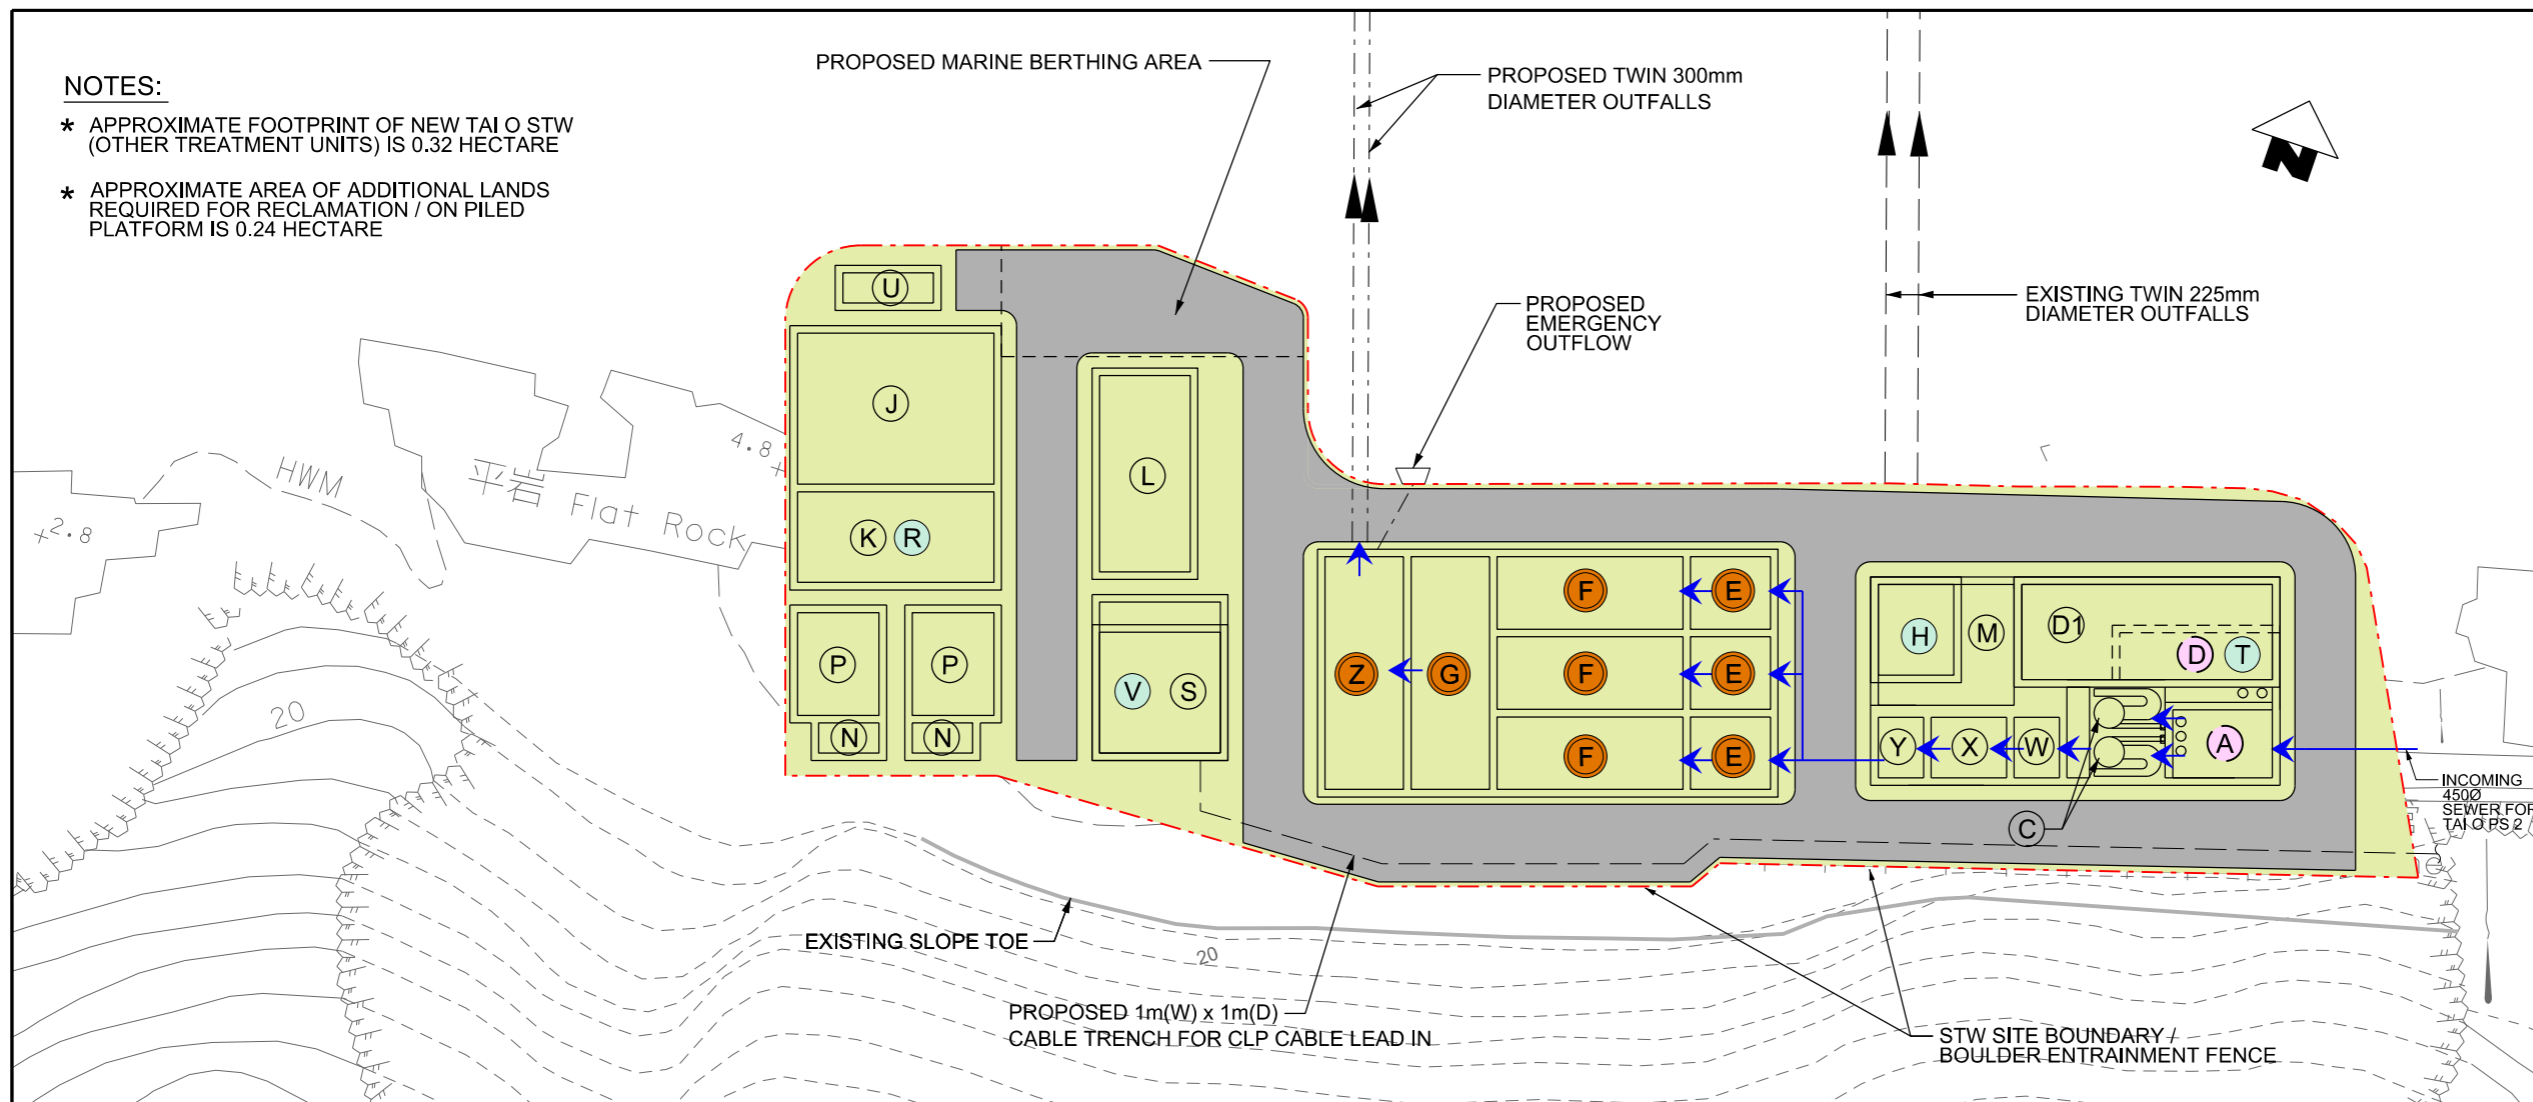 NOTES:
* APPROXIMATE FOOTPRINT OF NEW TAI O STW
(OTHER TREATMENT UNITS) IS 0.32 HECTARE
* APPROXIMATE AREA OF ADDITIONAL LANDS
REQUIRED FOR RECLAMATION / ON PILED
PLATFORM IS 0.24 HECTARE
PROPOSED MARINE BERTHING AREA
PROPOSED TWIN 300mm
DIAMETER OUTFALLS
N
EXISTING TWIN 225mm
DIAMETER OUTFALLS
PROPOSED
EMERGENCY
OUTFLOW
U
J
L
K R
P P
N N
V S
HWM
平岩 Flat Rock
4.8
+
+2.8
20
F E
Z G F E
F E
H M D1
D T
Y X W A
C
INCOMING
450Ø
SEWER FOR
TAI O PS 2
EXISTING SLOPE TOE
20
PROPOSED 1m(W) x 1m(D)
CABLE TRENCH FOR CLP CABLE LEAD IN
STW SITE BOUNDARY /
BOULDER ENTRAINMENT FENCE